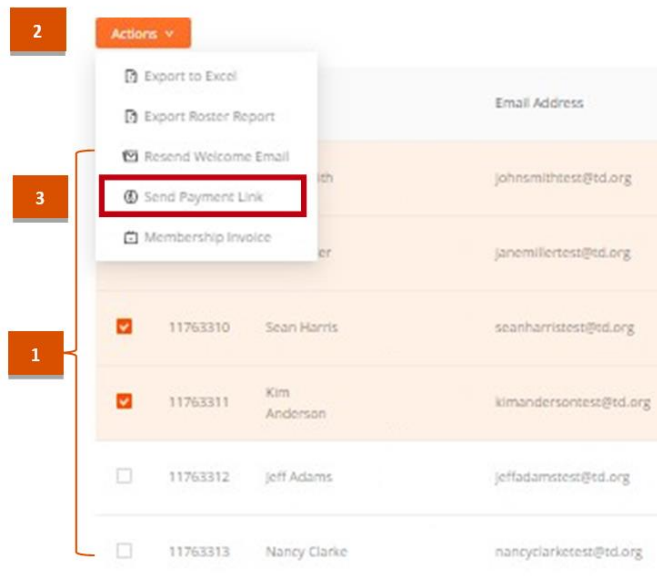 2
Actions
Export to Excel
Email Address
Export Roster Report
Resend Welcome Email
3
Send Payment Link
ith
johnsmithtest@td.org
Membership Invoice
er
janemillertest@td.org
11763310 Sean Harris seanharristest@td.org
1
11763311 Kim Anderson kimandersontest@td.org
11763312 Jeff Adams jeffadamstest@td.org
11763313 Nancy Clarke nancyclarketest@td.org